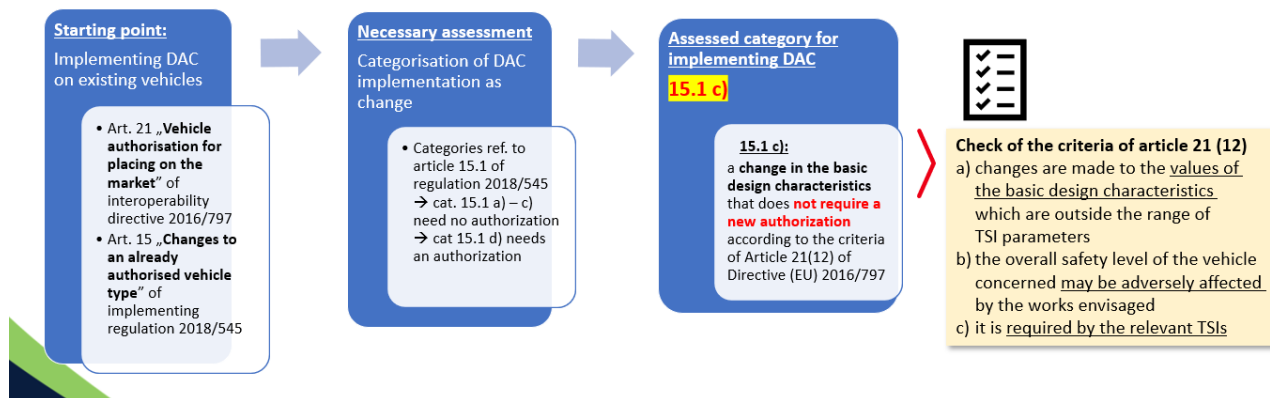 Starting point:
Implementing DAC
on existing vehicles
• Art. 21 „Vehicle
authorisation for
placing on the
market” of
interoperability
directive 2016/797
• Art. 15 „Changes to
an already
authorised vehicle
type” of
implementing
regulation 2018/545
Necessary assessment
Categorisation of DAC
implementation as
change
• Categories ref. to
article 15.1 of
regulation 2018/545
→ cat. 15.1 a) – c)
need no authorization
→ cat 15.1 d) needs
an authorization
Assessed category for
implementing DAC
15.1 c)
15.1 c):
a change in the basic
design characteristics
that does not require a
new authorization
according to the criteria
of Article 21(12) of
Directive (EU) 2016/797
Check of the criteria of article 21 (12)
a) changes are made to the values of
the basic design characteristics
which are outside the range of
TSI parameters
b) the overall safety level of the vehicle
concerned may be adversely affected
by the works envisaged
c) it is required by the relevant TSIs